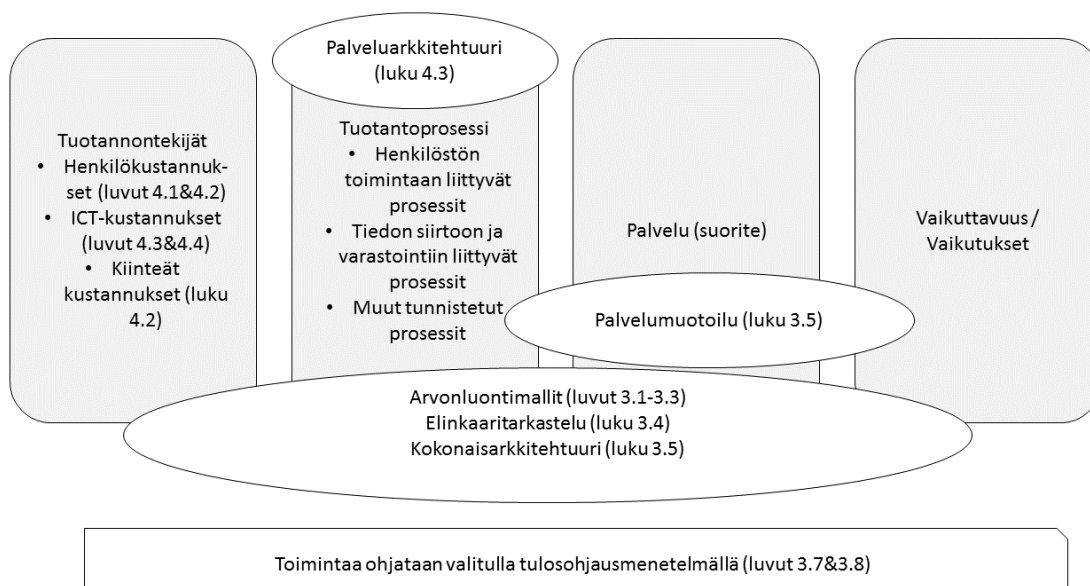 Palveluarkkitehtuuri
(luku 4.3)
Tuotannontekijät
• Henkilökustannuk-
set (luvut 4.1&4.2)
• ICT-kustannukset
(luvut 4.3&4.4)
• Kiinteät
kustannukset (luku
4.2)
Tuotantoprosessi
• Henkilöstön
toimintaan liittyvät
prosessit
• Tiedon siirtoon ja
varastointiin liittyvät
prosessit
• Muut tunnistetut
prosessit
Palvelu (suorite)
Vaikuttavuus /
Vaikutukset
Palvelumuotoilu (luku 3.5)
Arvonluontimallit (luvut 3.1-3.3)
Elinkaaritarkastelu (luku 3.4)
Kokonaisarkkitehtuuri (luku 3.5)
Toimintaa ohjataan valitulla tulosohjausmenetelmällä (luvut 3.7&3.8)